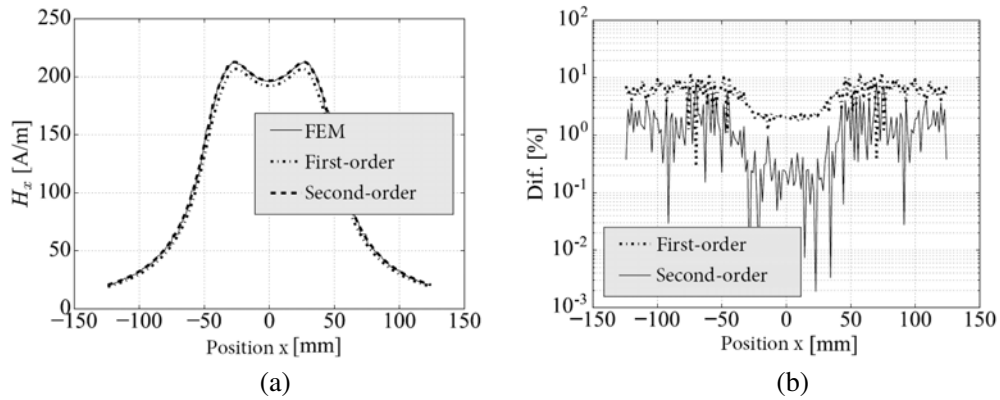 250
200
150
100
50
0
H_x [A/m]
FEM
First-order
Second-order
−150 −100 −50 0 50 100 150
Position x [mm]
(a)
10^2
10^1
10^0
10^-1
10^-2
10^-3
Dif. [%]
First-order
Second-order
−150 −100 −50 0 50 100 150
Position x [mm]
(b)